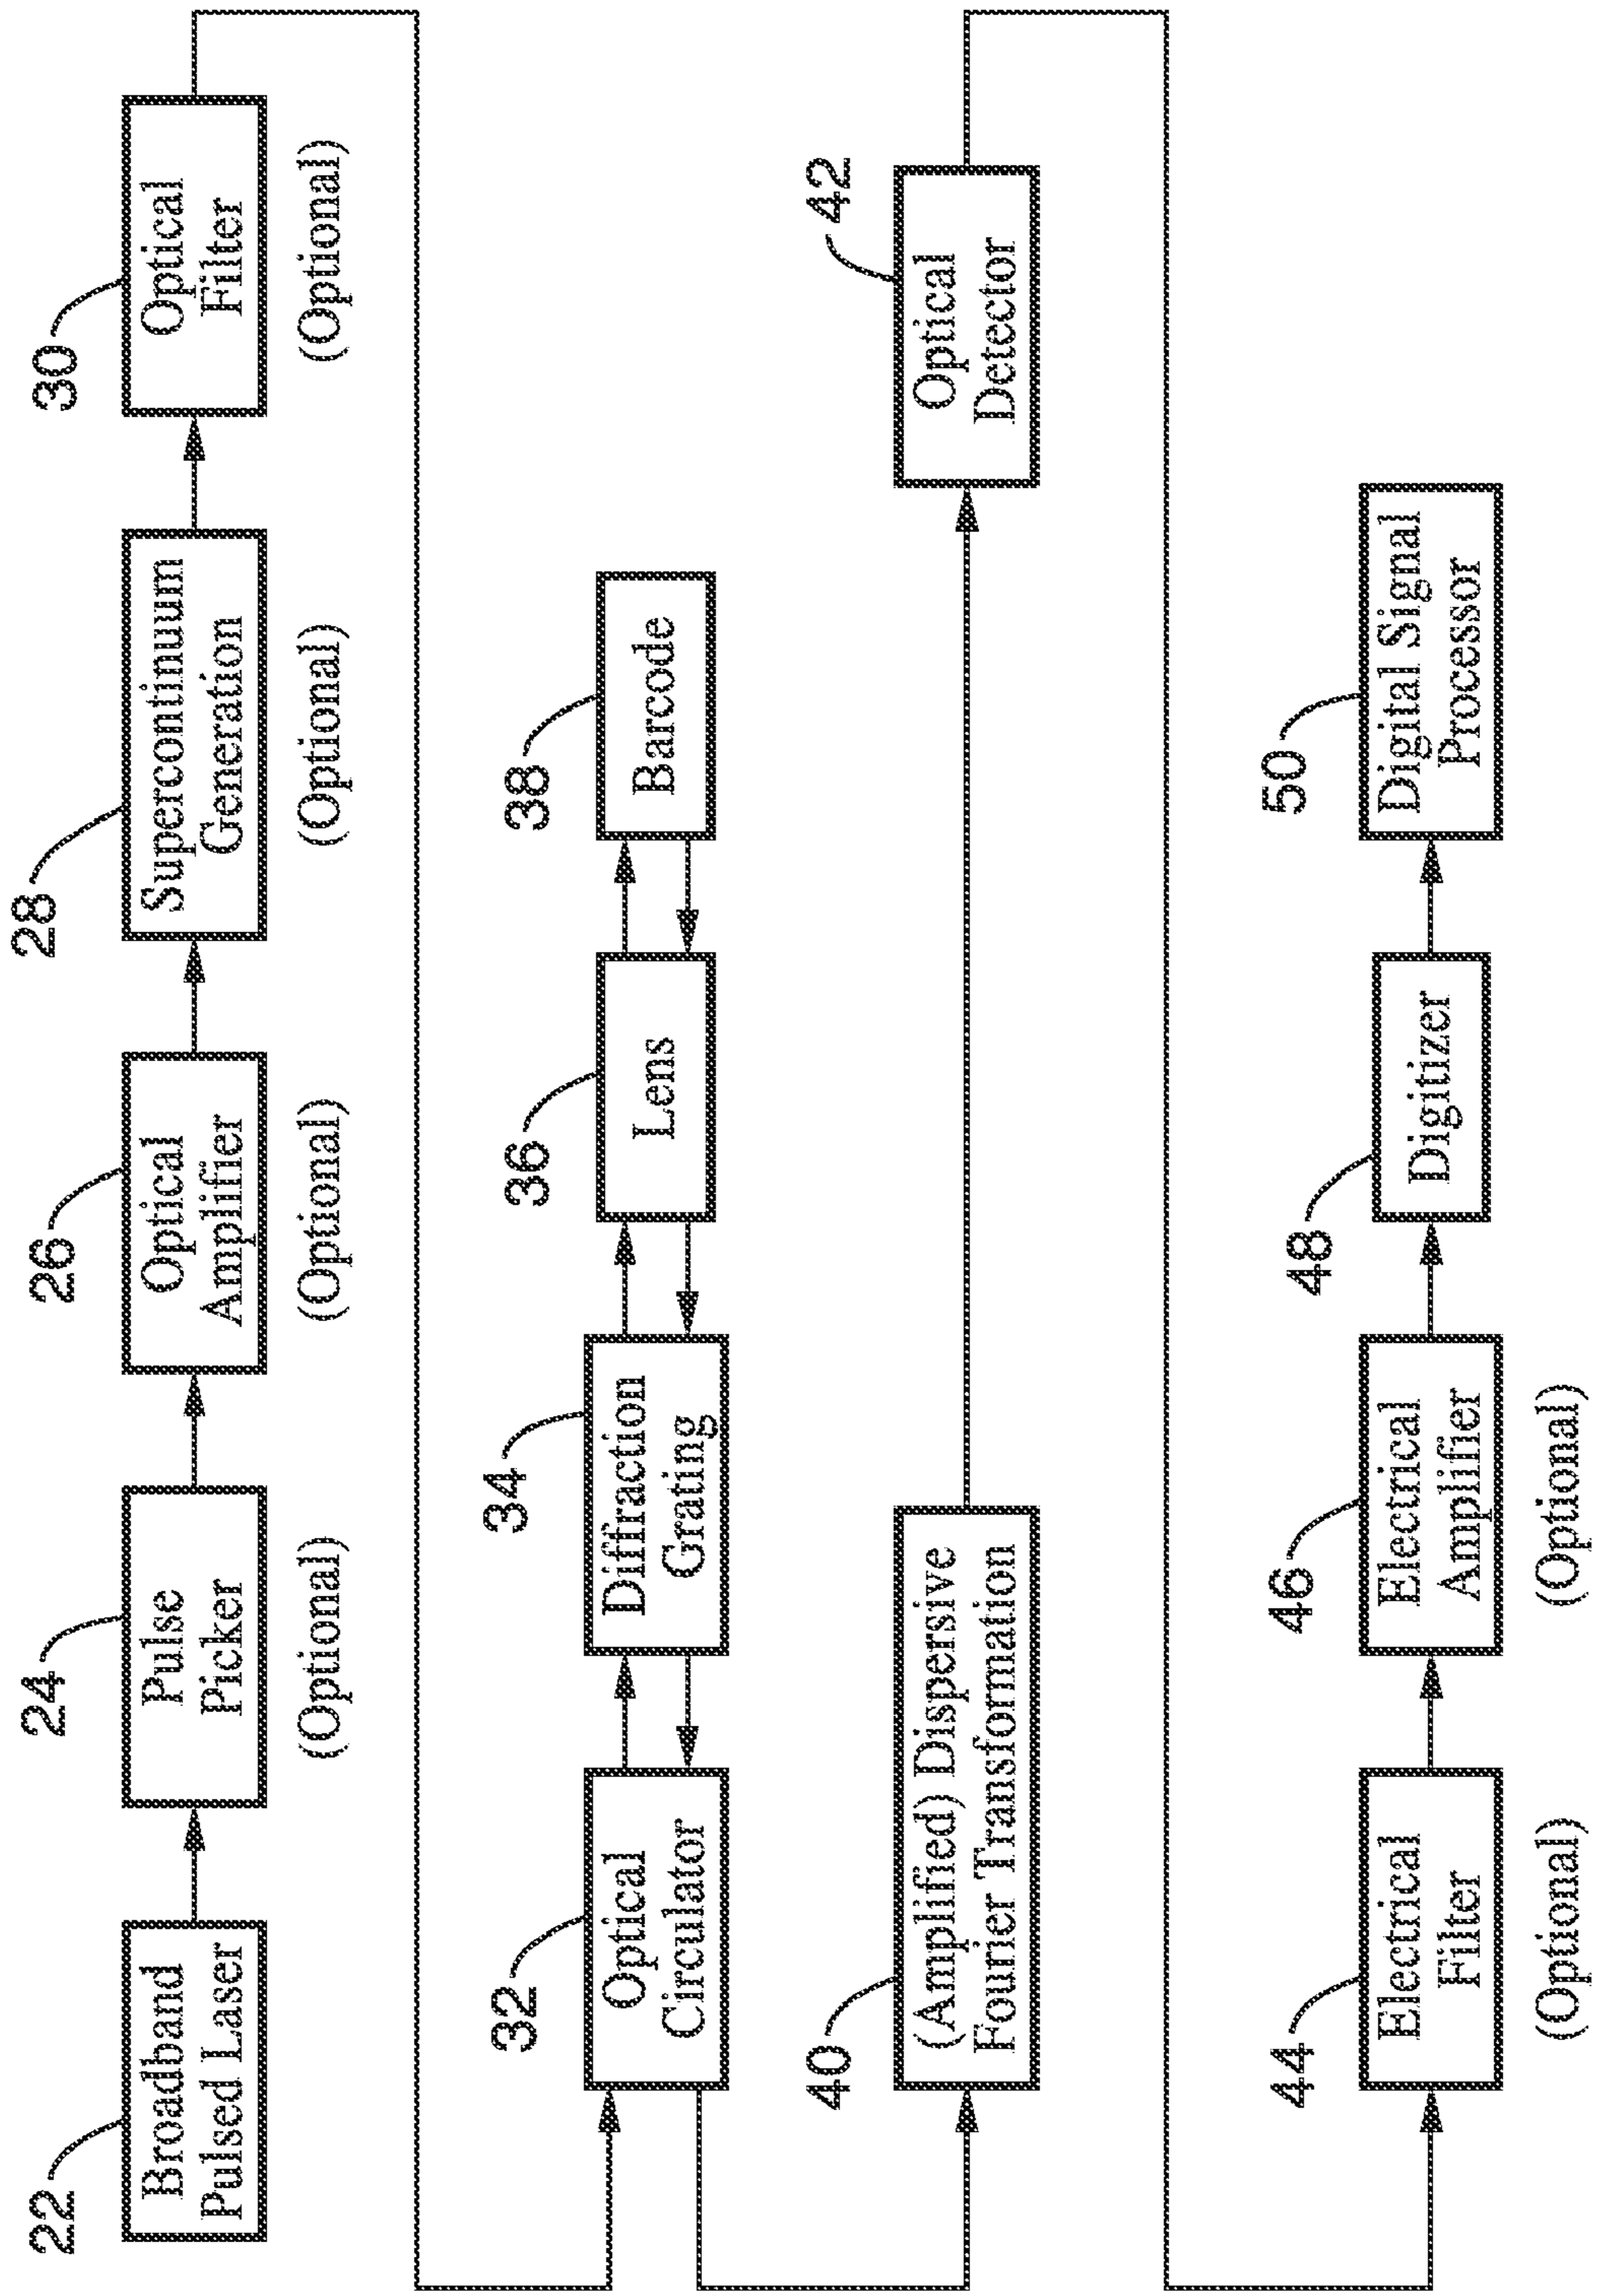 22
Broadband
Pulsed Laser
24
Pulse
Picker
(Optional)
26
Optical
Amplifier
(Optional)
28
Supercontinuum
Generation
(Optional)
30
Optical
Filter
(Optional)
32
Optical
Circulator
34
Diffraction
Grating
36
Lens
38
Barcode
40
(Amplified) Dispersive
Fourier Transformation
42
Optical
Detector
44
Electrical
Filter
(Optional)
46
Electrical
Amplifier
(Optional)
48
Digitizer
50
Digital Signal
Processor